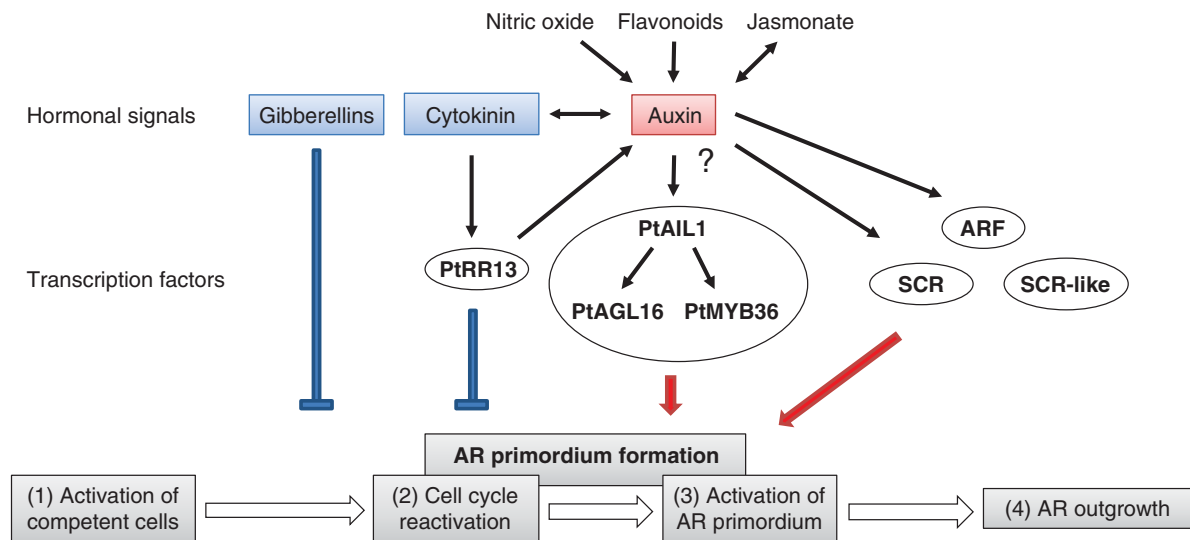 Nitric oxide Flavonoids Jasmonate
Hormonal signals
Gibberellins
Cytokinin
Auxin
?
Transcription factors
PtRR13
PtAIL1
PtAGL16 PtMYB36
ARF
SCR
SCR-like
AR primordium formation
(1) Activation of
competent cells
(2) Cell cycle
reactivation
(3) Activation of
AR primordium
(4) AR outgrowth